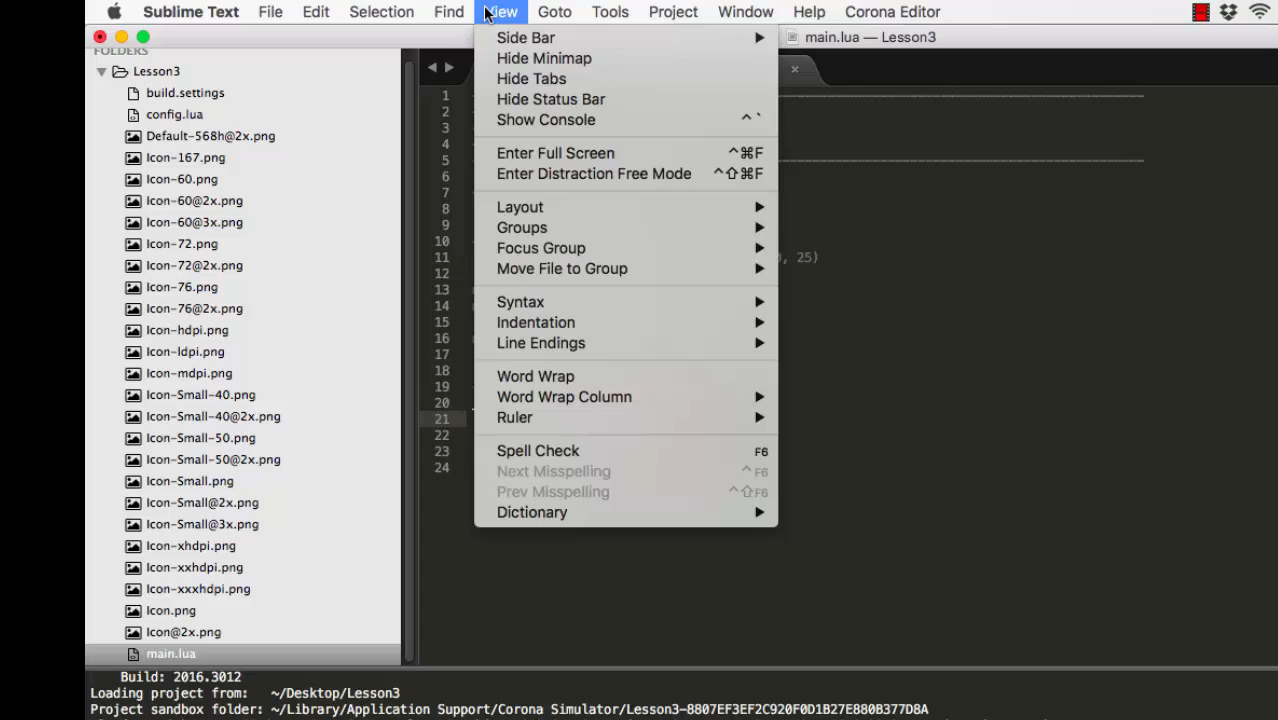 Sublime Text File Edit Selection Find View Goto Tools Project Window Help Corona Editor
main.lua — Lesson3
FOLDERS
Lesson3
build.settings
config.lua
Default-568h@2x.png
Icon-167.png
Icon-60.png
Icon-60@2x.png
Icon-60@3x.png
Icon-72.png
Icon-72@2x.png
Icon-76.png
Icon-76@2x.png
Icon-hdpi.png
Icon-ldpi.png
Icon-mdpi.png
Icon-Small-40.png
Icon-Small-40@2x.png
Icon-Small-50.png
Icon-Small-50@2x.png
Icon-Small.png
Icon-Small@2x.png
Icon-Small@3x.png
Icon-xhdpi.png
Icon-xxhdpi.png
Icon-xxxhdpi.png
Icon.png
Icon@2x.png
main.lua
1
2
3
4
5
6
7
8
9
10
11
12
13
14
15
16
17
18
19
20
21
22
23
24
Side Bar
Hide Minimap
Hide Tabs
Hide Status Bar
Show Console ^`
Enter Full Screen ^⌘F
Enter Distraction Free Mode ^⇧⌘F
Layout
Groups
Focus Group
Move File to Group
Syntax
Indentation
Line Endings
Word Wrap
Word Wrap Column
Ruler
Spell Check F6
Next Misspelling ^F6
Prev Misspelling ^⇧F6
Dictionary
, 25)
Build: 2016.3012
Loading project from: ~/Desktop/Lesson3
Project sandbox folder: ~/Library/Application Support/Corona Simulator/Lesson3-8807EF3EF2C920F0D1B27E880B377D8A